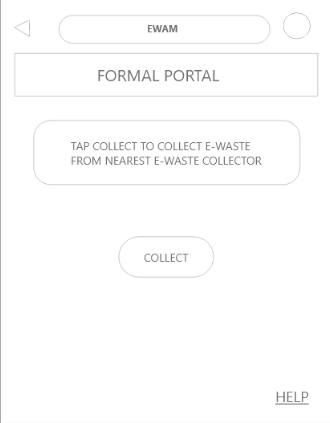 EWAM
FORMAL PORTAL
TAP COLLECT TO COLLECT E-WASTE
FROM NEAREST E-WASTE COLLECTOR
COLLECT
HELP